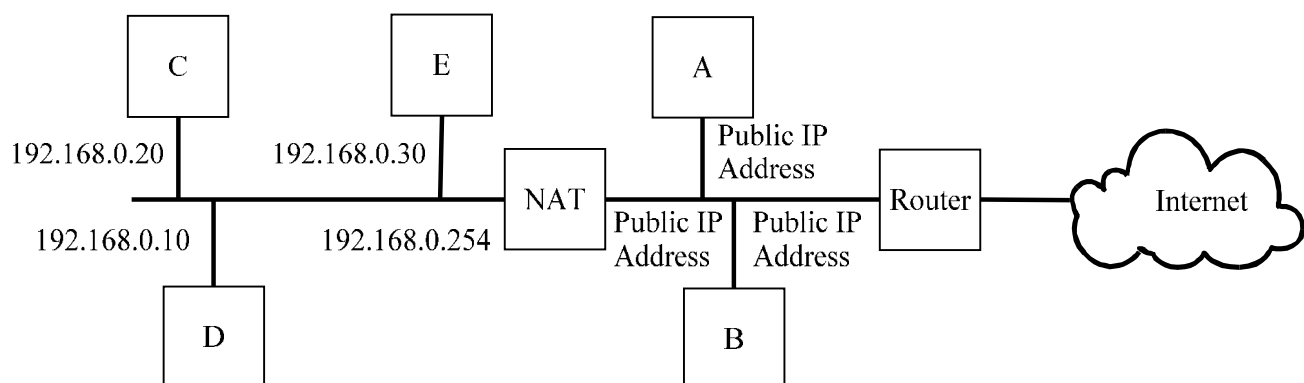 C
E
A
192.168.0.20
192.168.0.30
Public IP
Address
NAT
Router
Internet
192.168.0.10
192.168.0.254
Public IP
Address
Public IP
Address
D
B